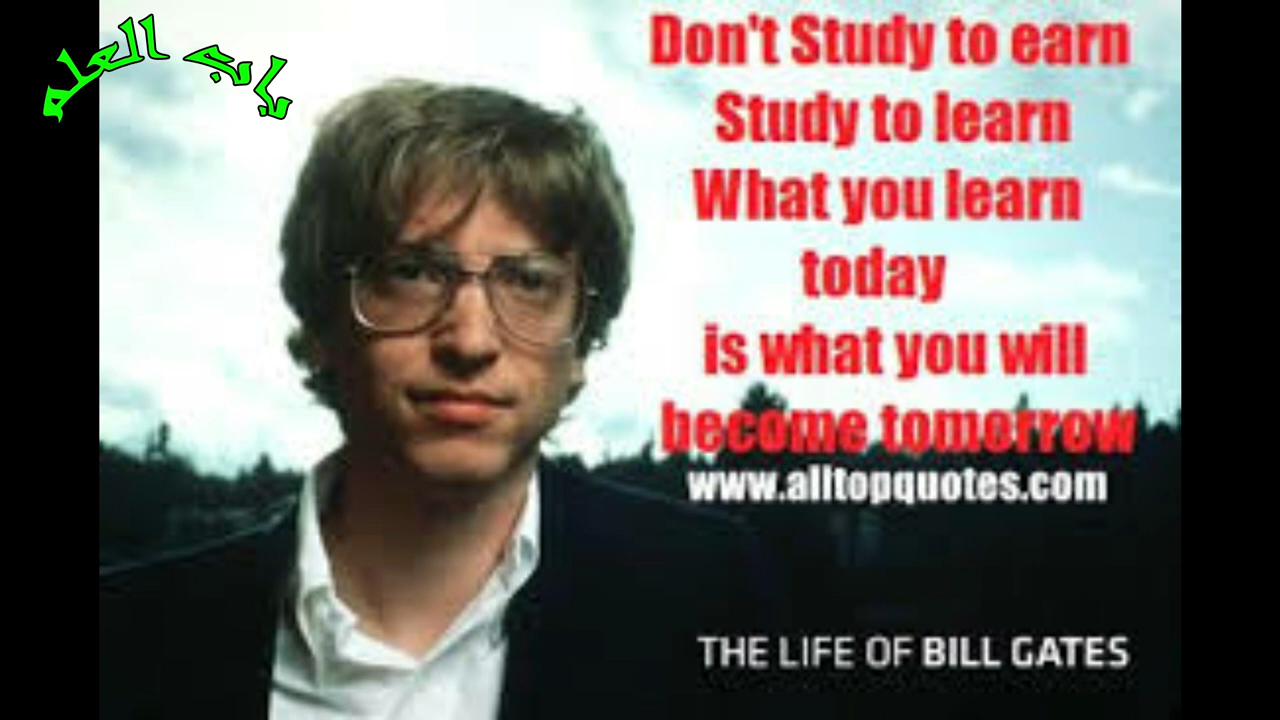 باب العلم
Don't Study to earn
Study to learn
What you learn
today
is what you will
become tomorrow
www.alltopquotes.com
THE LIFE OF BILL GATES